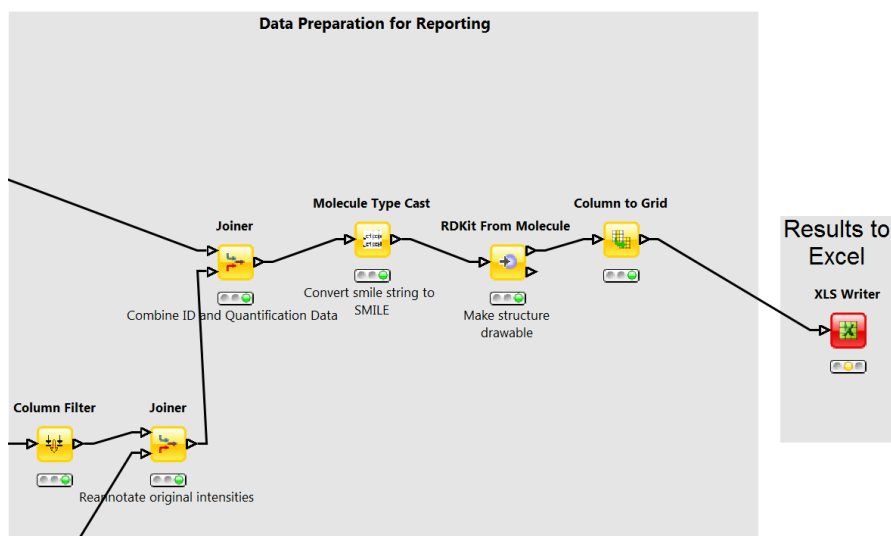 Data Preparation for Reporting
Results to
Excel
Joiner
Molecule Type Cast
RDKit From Molecule
Column to Grid
XLS Writer
Combine ID and Quantification Data
Convert smile string to
SMILE
Make structure
drawable
Column Filter
Joiner
Reannotate original intensities